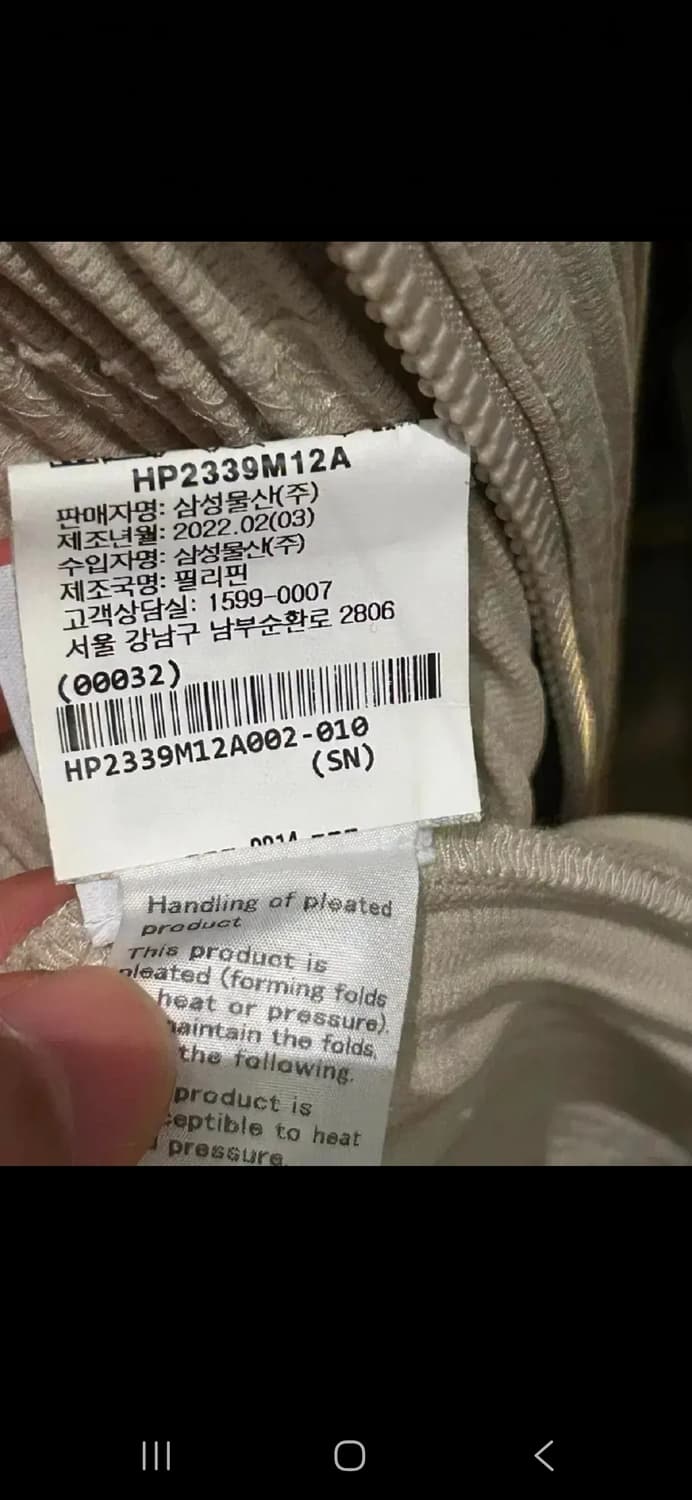 HP2339M12A
판매자명: 삼성물산(주)
제조년월: 2022.02(03)
수입자명: 삼성물산(주)
제조국명: 필리핀
고객상담실: 1599-0007
서울 강남구 남부순환로 2806
(00032)
HP2339M12A002-010
(SN)
Handling of pleated
product
This product is
pleated (forming folds
heat or pressure).
maintain the folds,
the following.
product is
to heat
pressure.